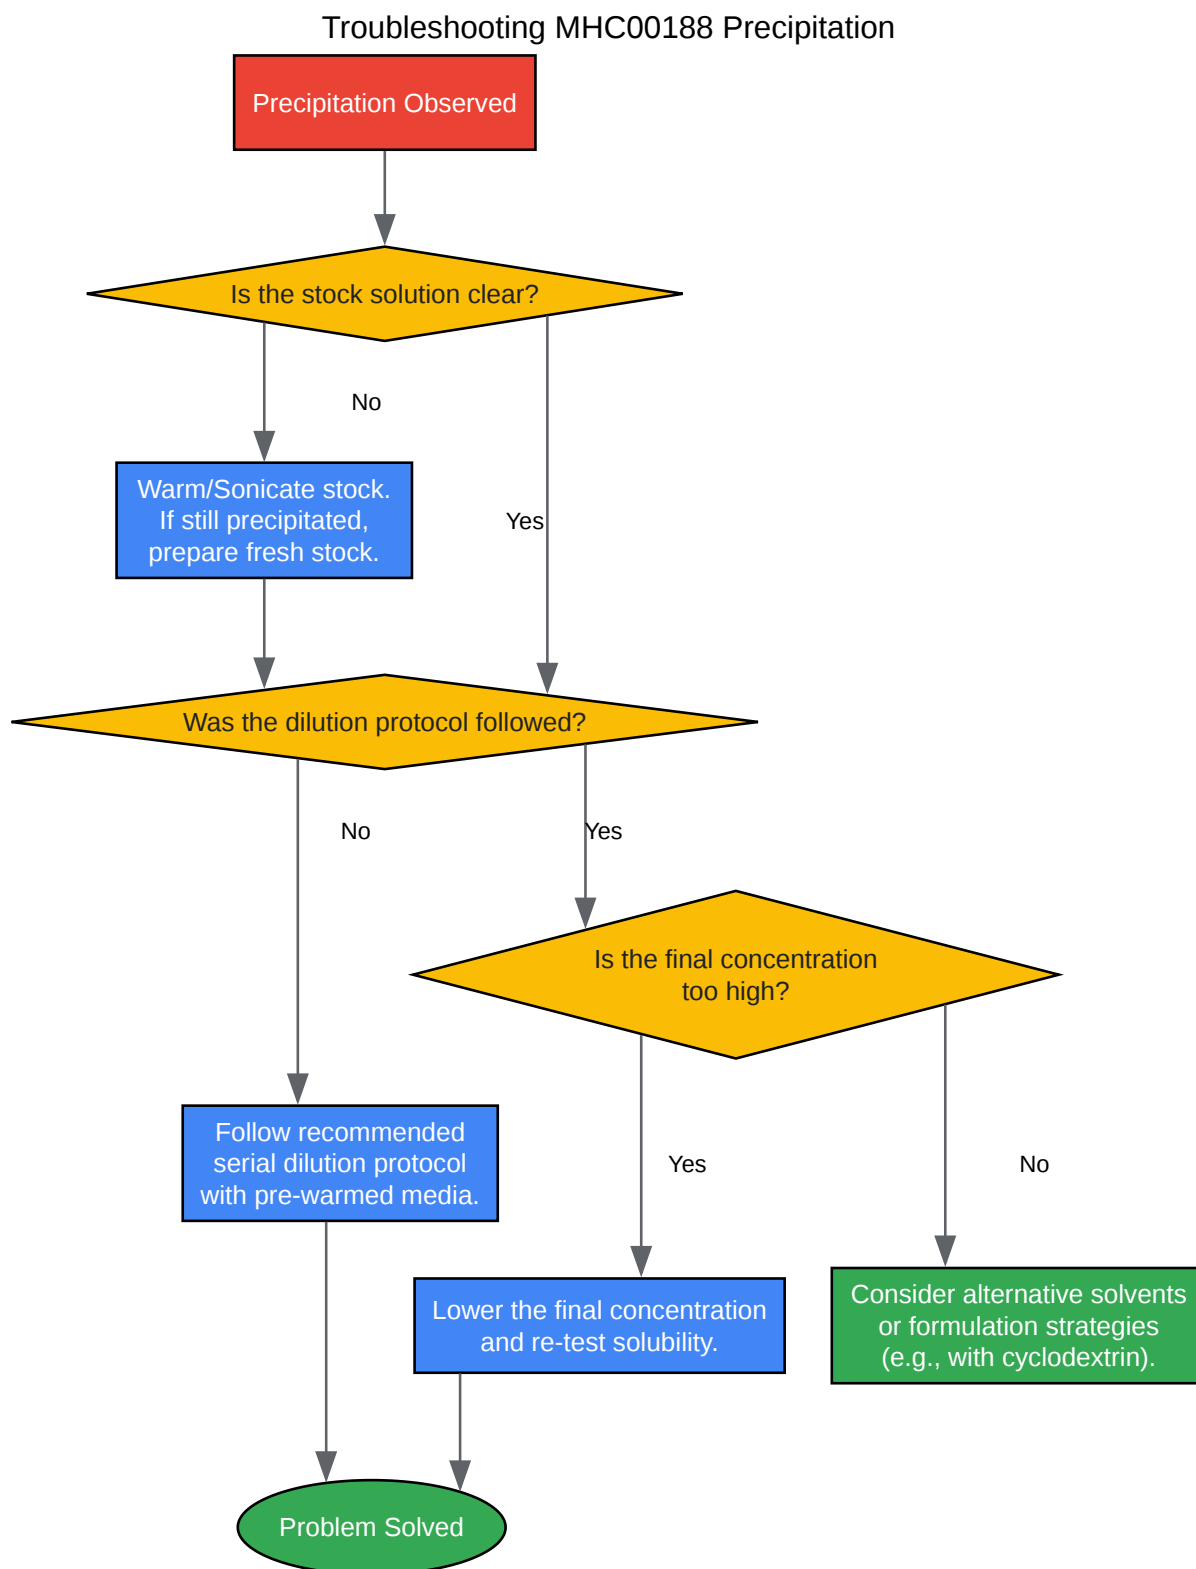 Troubleshooting MHC00188 Precipitation
Precipitation Observed
Is the stock solution clear?
No
Warm/Sonicate stock.
If still precipitated,
prepare fresh stock.
Yes
Was the dilution protocol followed?
No
Yes
Is the final concentration
too high?
Follow recommended
serial dilution protocol
with pre-warmed media.
Yes
No
Lower the final concentration
and re-test solubility.
Consider alternative solvents
or formulation strategies
(e.g., with cyclodextrin).
Problem Solved